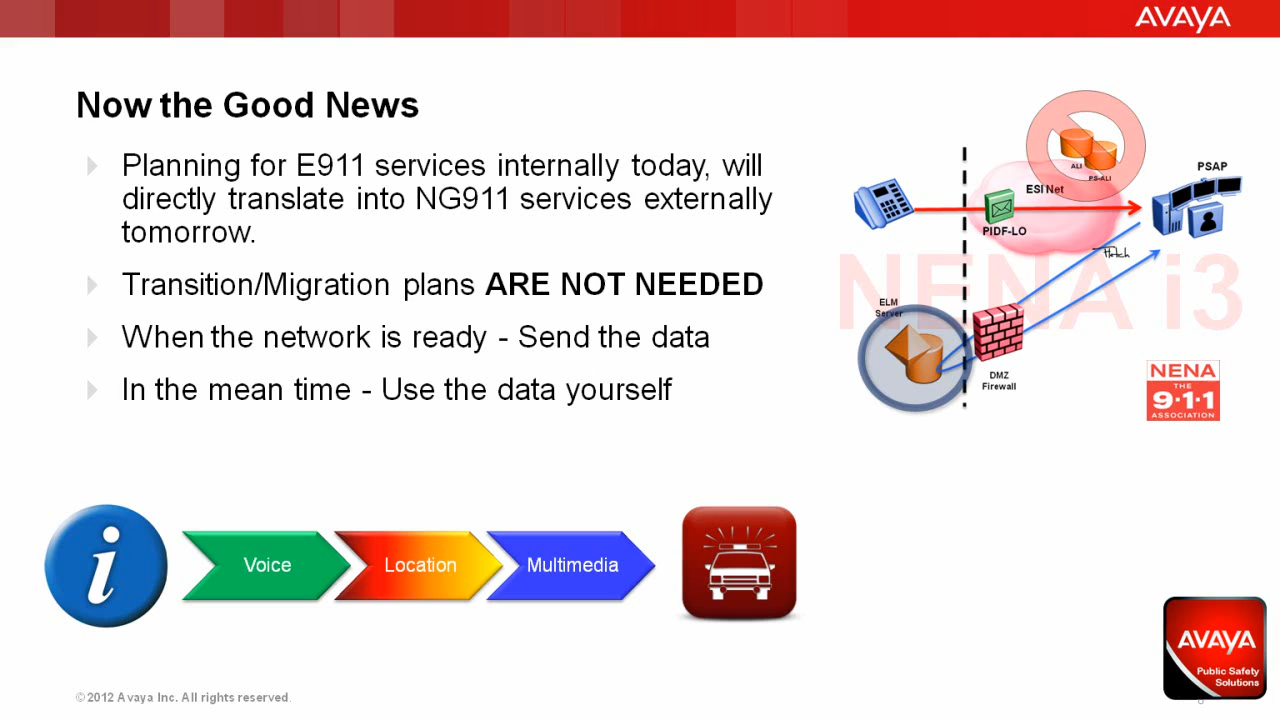 AVAYA
Now the Good News
Planning for E911 services internally today, will
directly translate into NG911 services externally
tomorrow.
Transition/Migration plans ARE NOT NEEDED
When the network is ready - Send the data
In the mean time - Use the data yourself
ALI
PS-ALI
PSAP
ESI Net
PIDF-LO
Fetch
NENA i3
ELM
Server
DMZ
Firewall
NENA
THE
9·1·1
ASSOCIATION
i
Voice
Location
Multimedia
AVAYA
Public Safety
Solutions
© 2012 Avaya Inc. All rights reserved.